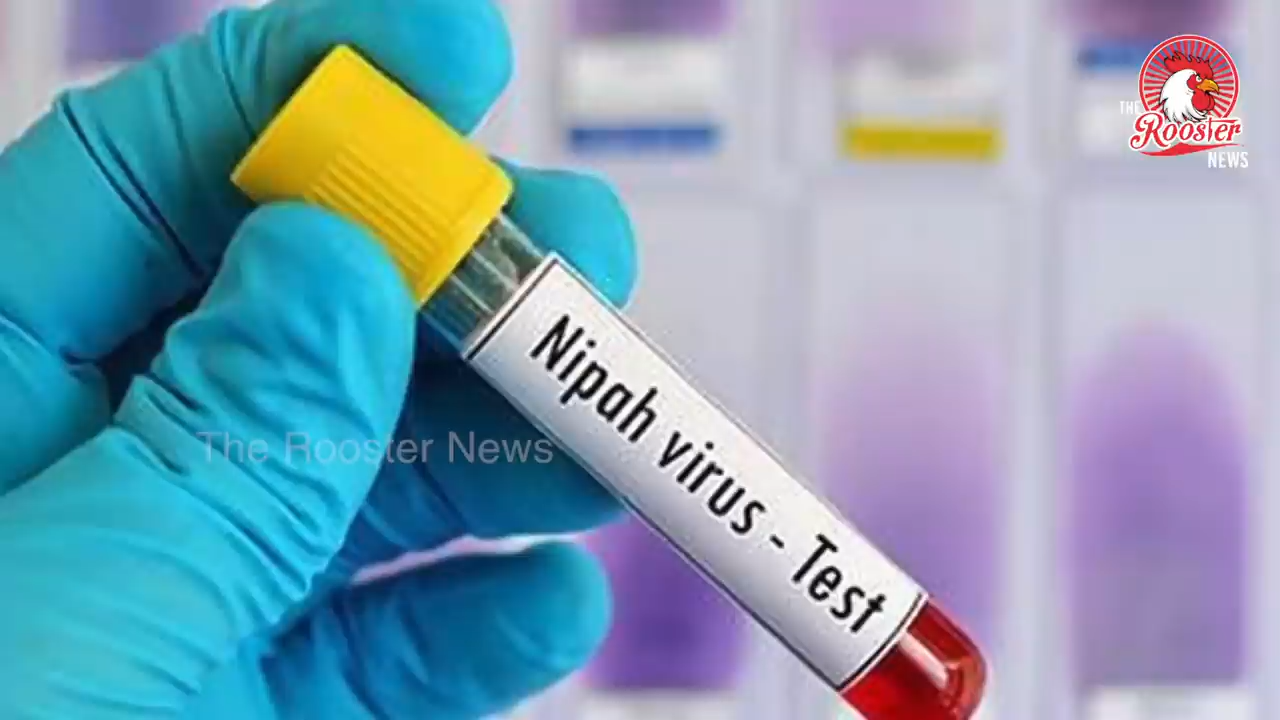 THE
Rooster
NEWS
Nipah virus - Test
The Rooster News